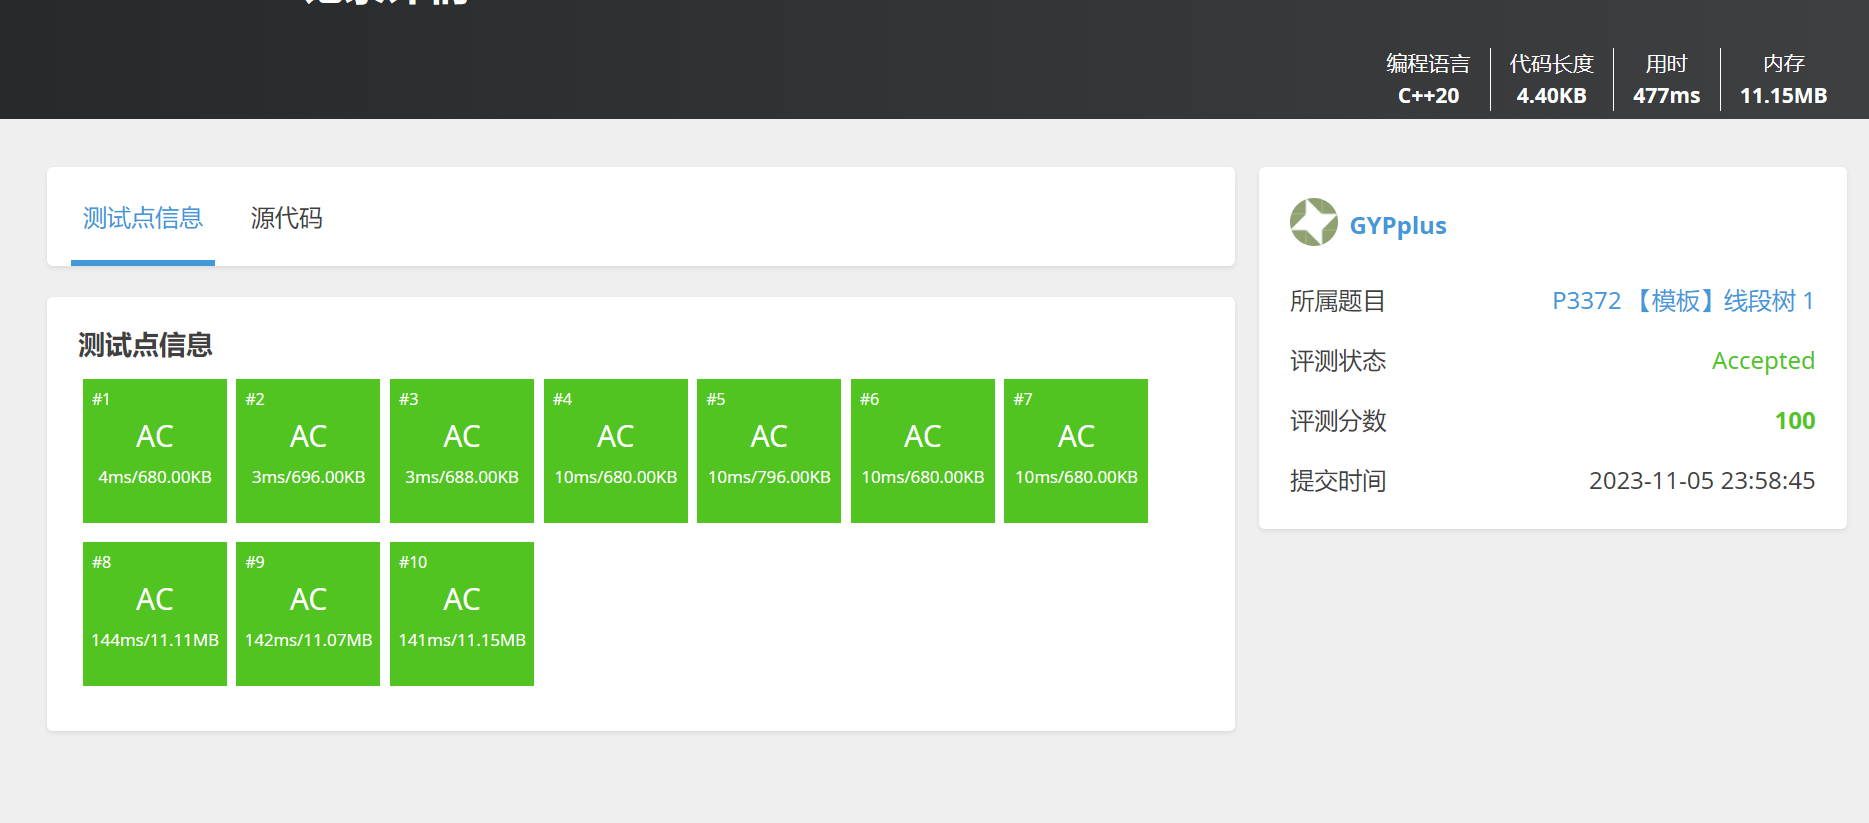 编程语言 代码长度 用时 内存
C++20 4.40KB 477ms 11.15MB
测试点信息 源代码
测试点信息
#1 #2 #3 #4 #5 #6 #7
AC AC AC AC AC AC AC
4ms/680.00KB 3ms/696.00KB 3ms/688.00KB 10ms/680.00KB 10ms/796.00KB 10ms/680.00KB 10ms/680.00KB
#8 #9 #10
AC AC AC
144ms/11.11MB 142ms/11.07MB 141ms/11.15MB
GYPplus
所属题目 P3372 【模板】线段树 1
评测状态 Accepted
评测分数 100
提交时间 2023-11-05 23:58:45